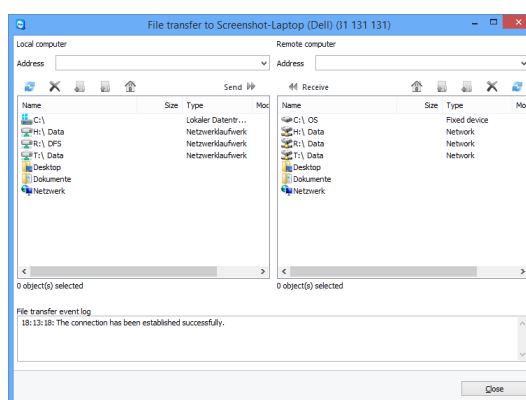 File transfer to Screenshot-Laptop (Dell) (31 131 131)
Local computer
Remote computer
Address
Address
Send
Receive
Name Size Type Moc
Name Size Type Mo
C:\ Lokaler Datentr...
H:\ Data Netzwerklaufwerk
R:\ DFS Netzwerklaufwerk
T:\ Data Netzwerklaufwerk
Desktop
Dokumente
Netzwerk
C:\ OS Fixed device
H:\ Data Network
R:\ Data Network
T:\ Data Network
Desktop
Dokumente
Netzwerk
0 object(s) selected
0 object(s) selected
File transfer event log
18:13:18: The connection has been established successfully.
Close